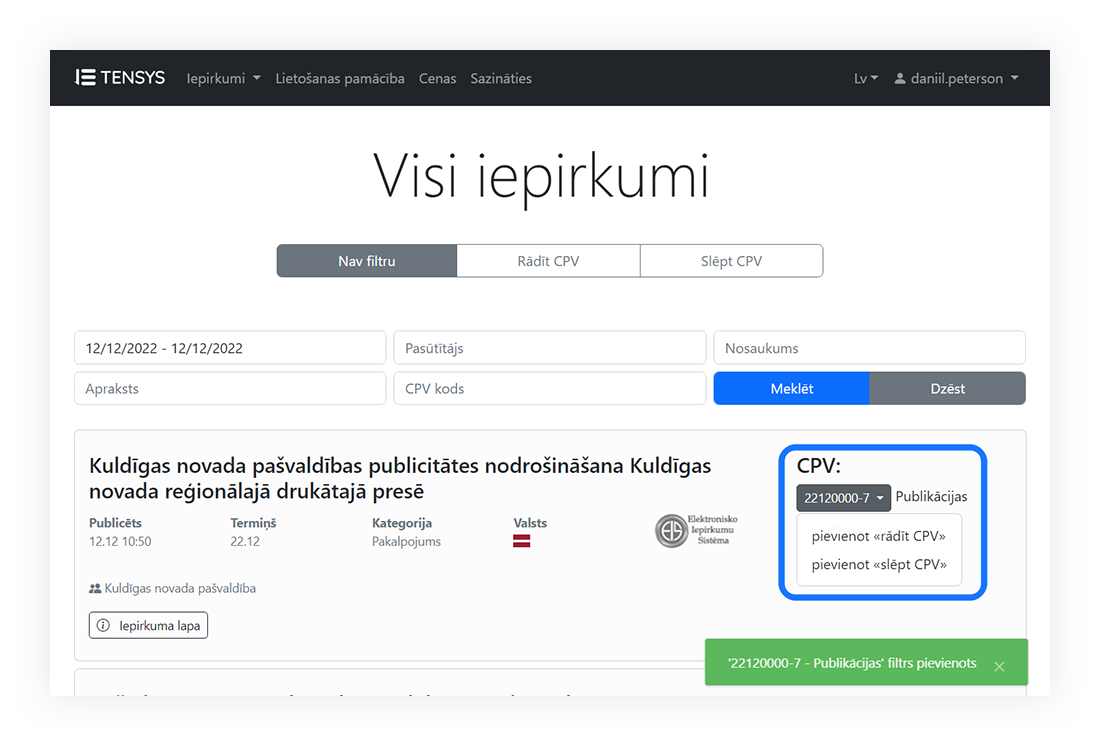 TENSYS Iepirkumi Lietošanas pamācība Cenas Sazināties Lv daniil.peterson
Visi iepirkumi
Nav filtru Rādīt CPV Slēpt CPV
12/12/2022 - 12/12/2022 Pasūtītājs Nosaukums
Apraksts CPV kods Meklēt Dzēst
Kuldīgas novada pašvaldības publicitātes nodrošināšana Kuldīgas
novada reģionālajā drukātajā presē
Publicēts Termiņš Kategorija Valsts
12.12 10:50 22.12 Pakalpojums
Elektronisko
Iepirkumu
Sistēma
CPV:
22120000-7 Publikācijas
pievienot «rādīt CPV»
pievienot «slēpt CPV»
Kuldīgas novada pašvaldība
Iepirkuma lapa
'22120000-7 - Publikācijas' filtrs pievienots